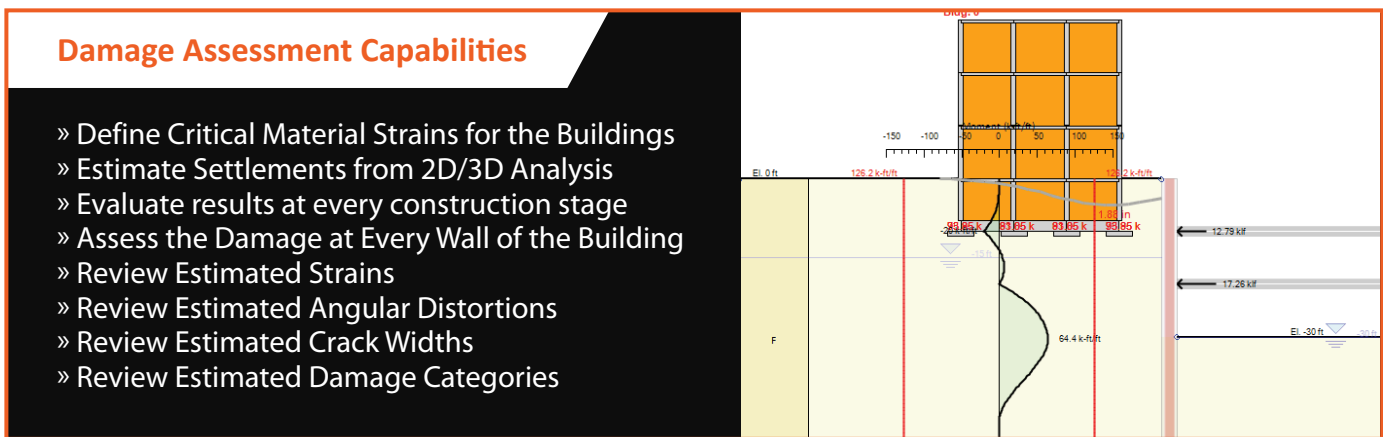 Damage Assessment Capabilities
» Define Critical Material Strains for the Buildings
» Estimate Settlements from 2D/3D Analysis
» Evaluate results at every construction stage
» Assess the Damage at Every Wall of the Building
» Review Estimated Strains
» Review Estimated Angular Distortions
» Review Estimated Crack Widths
» Review Estimated Damage Categories
Moment (k-ft/ft)
-150 -100 -50 0 50 100 150
El. 0 ft 126.2 k-ft/ft 126.2 k-ft/ft
1.88 in
12.79 klf
-15 ft
17.26 klf
El. -30 ft -30 ft
F 64.4 k-ft/ft